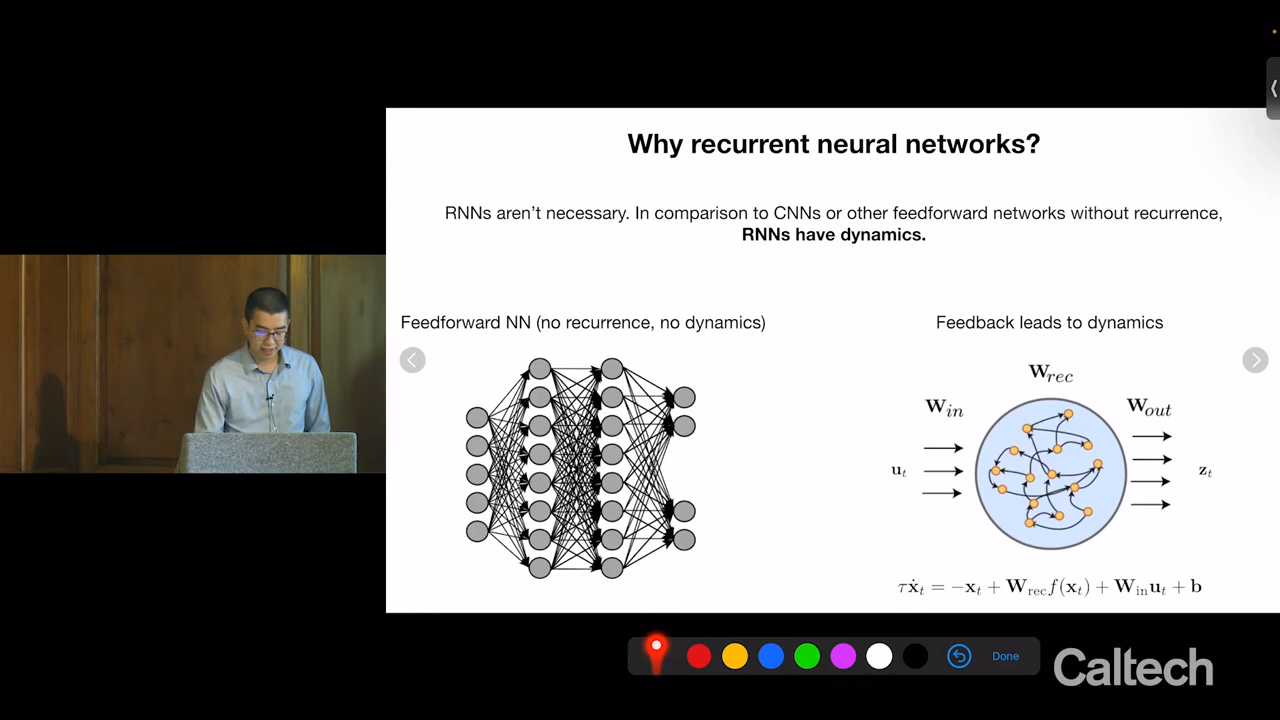 Why recurrent neural networks?
RNNs aren't necessary. In comparison to CNNs or other feedforward networks without recurrence,
RNNs have dynamics.
Feedforward NN (no recurrence, no dynamics)
Feedback leads to dynamics
W_rec
W_in
W_out
u_t
z_t
τẋ_t = −x_t + W_rec f(x_t) + W_in u_t + b
Done
Caltech